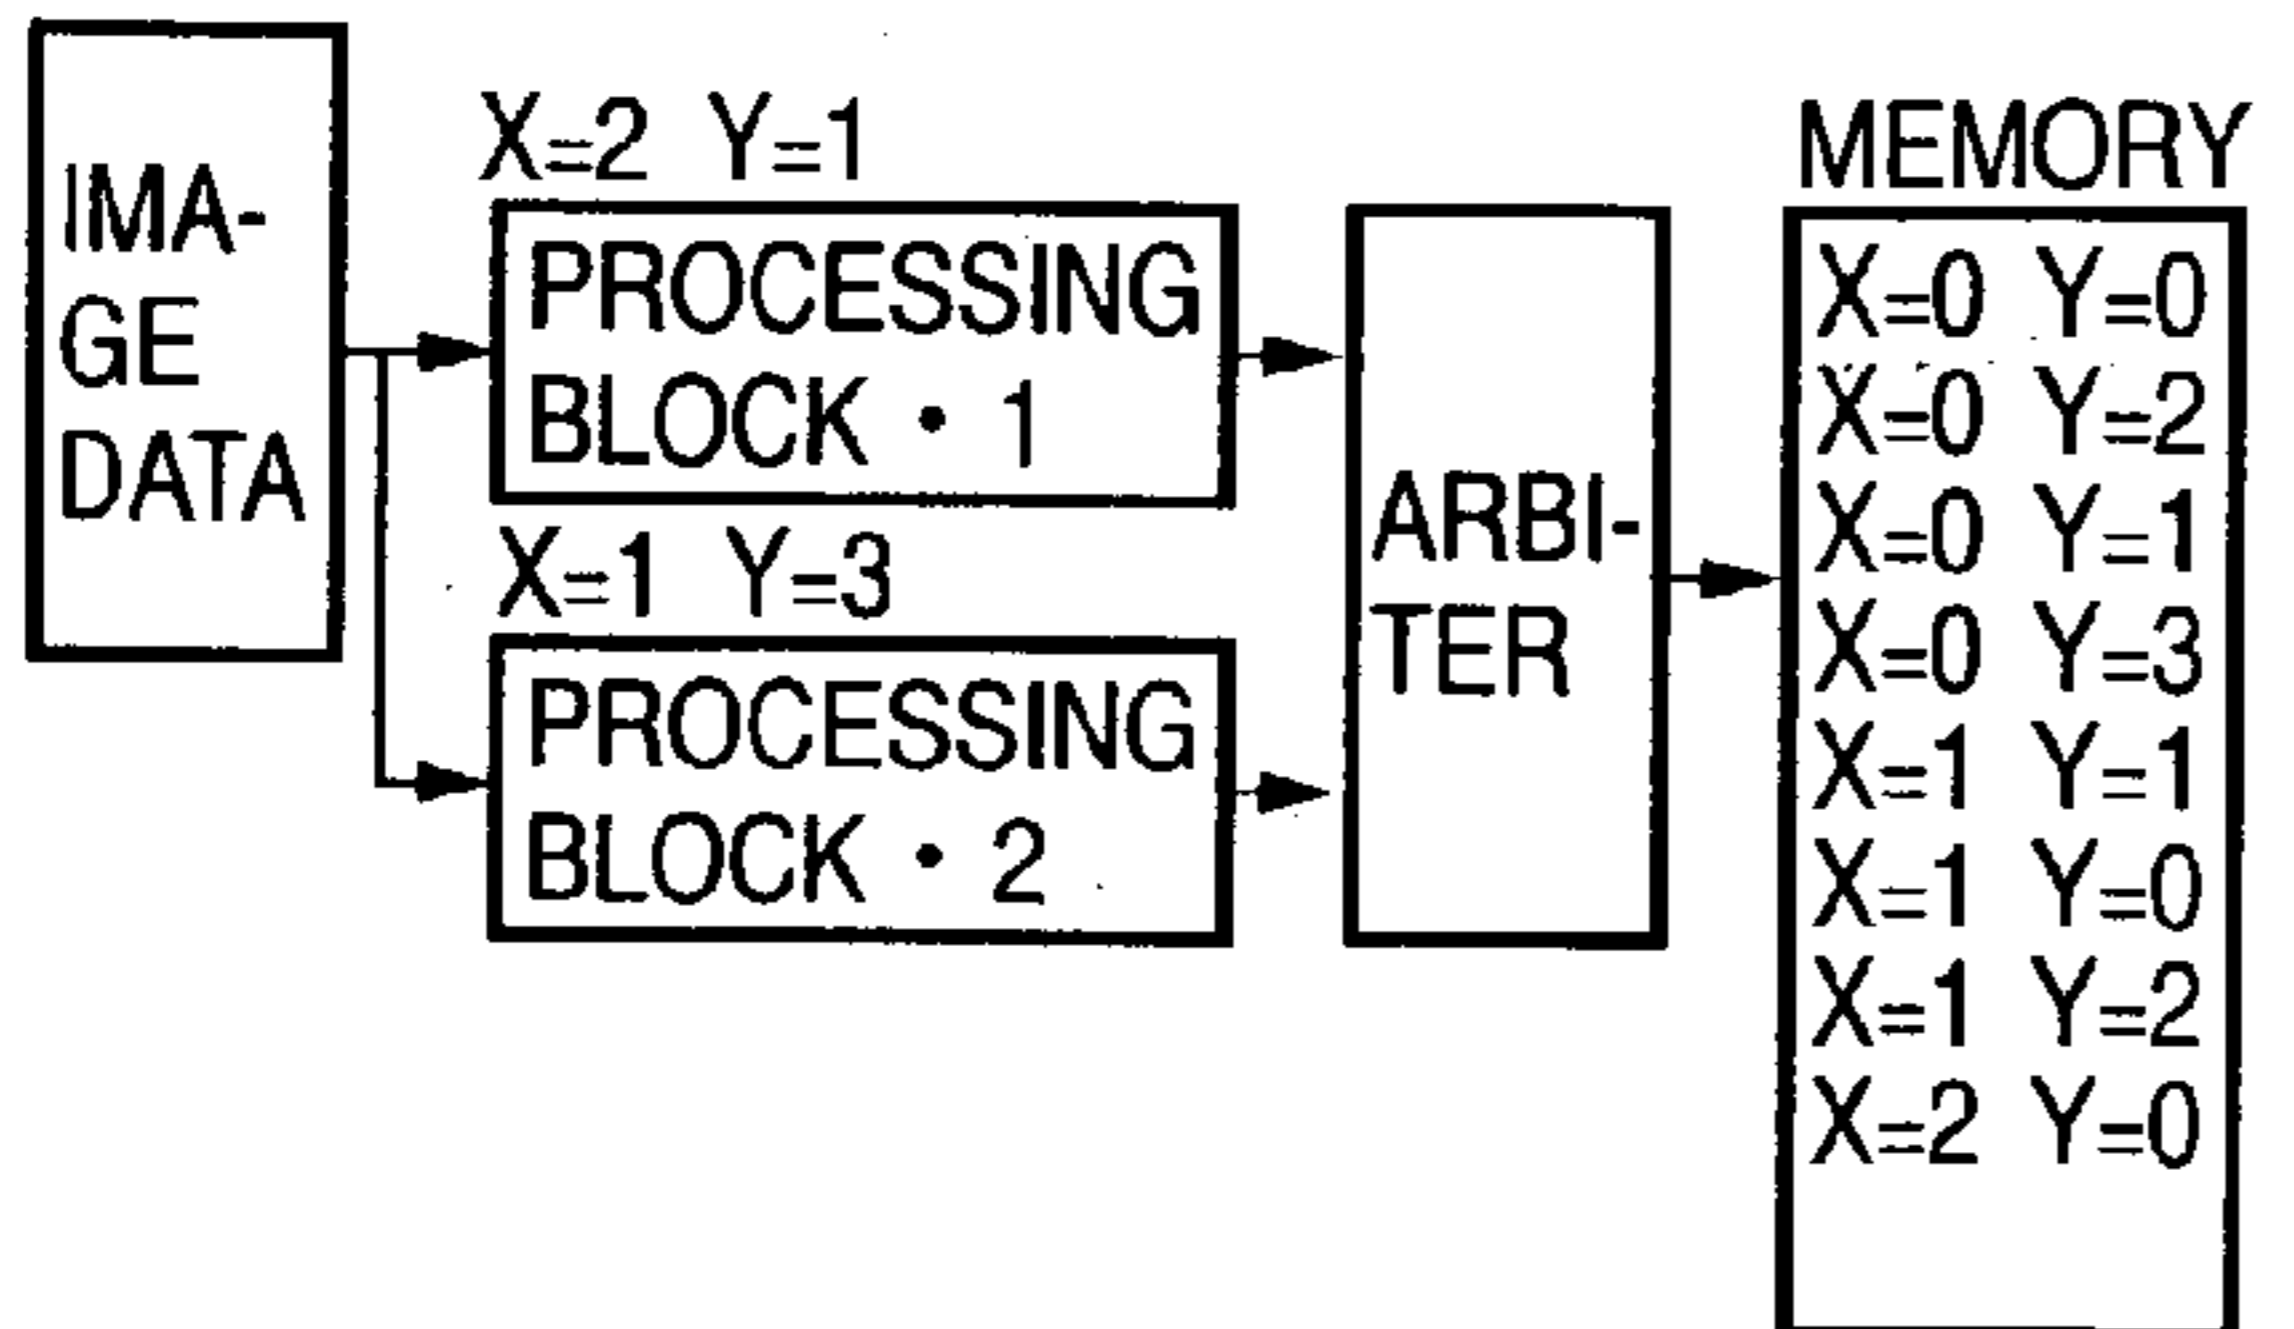 IMA-
GE
DATA
X=2 Y=1
PROCESSING
BLOCK · 1
X=1 Y=3
PROCESSING
BLOCK · 2
ARBI-
TER
MEMORY
X=0 Y=0
X=0 Y=2
X=0 Y=1
X=0 Y=3
X=1 Y=1
X=1 Y=0
X=1 Y=2
X=2 Y=0